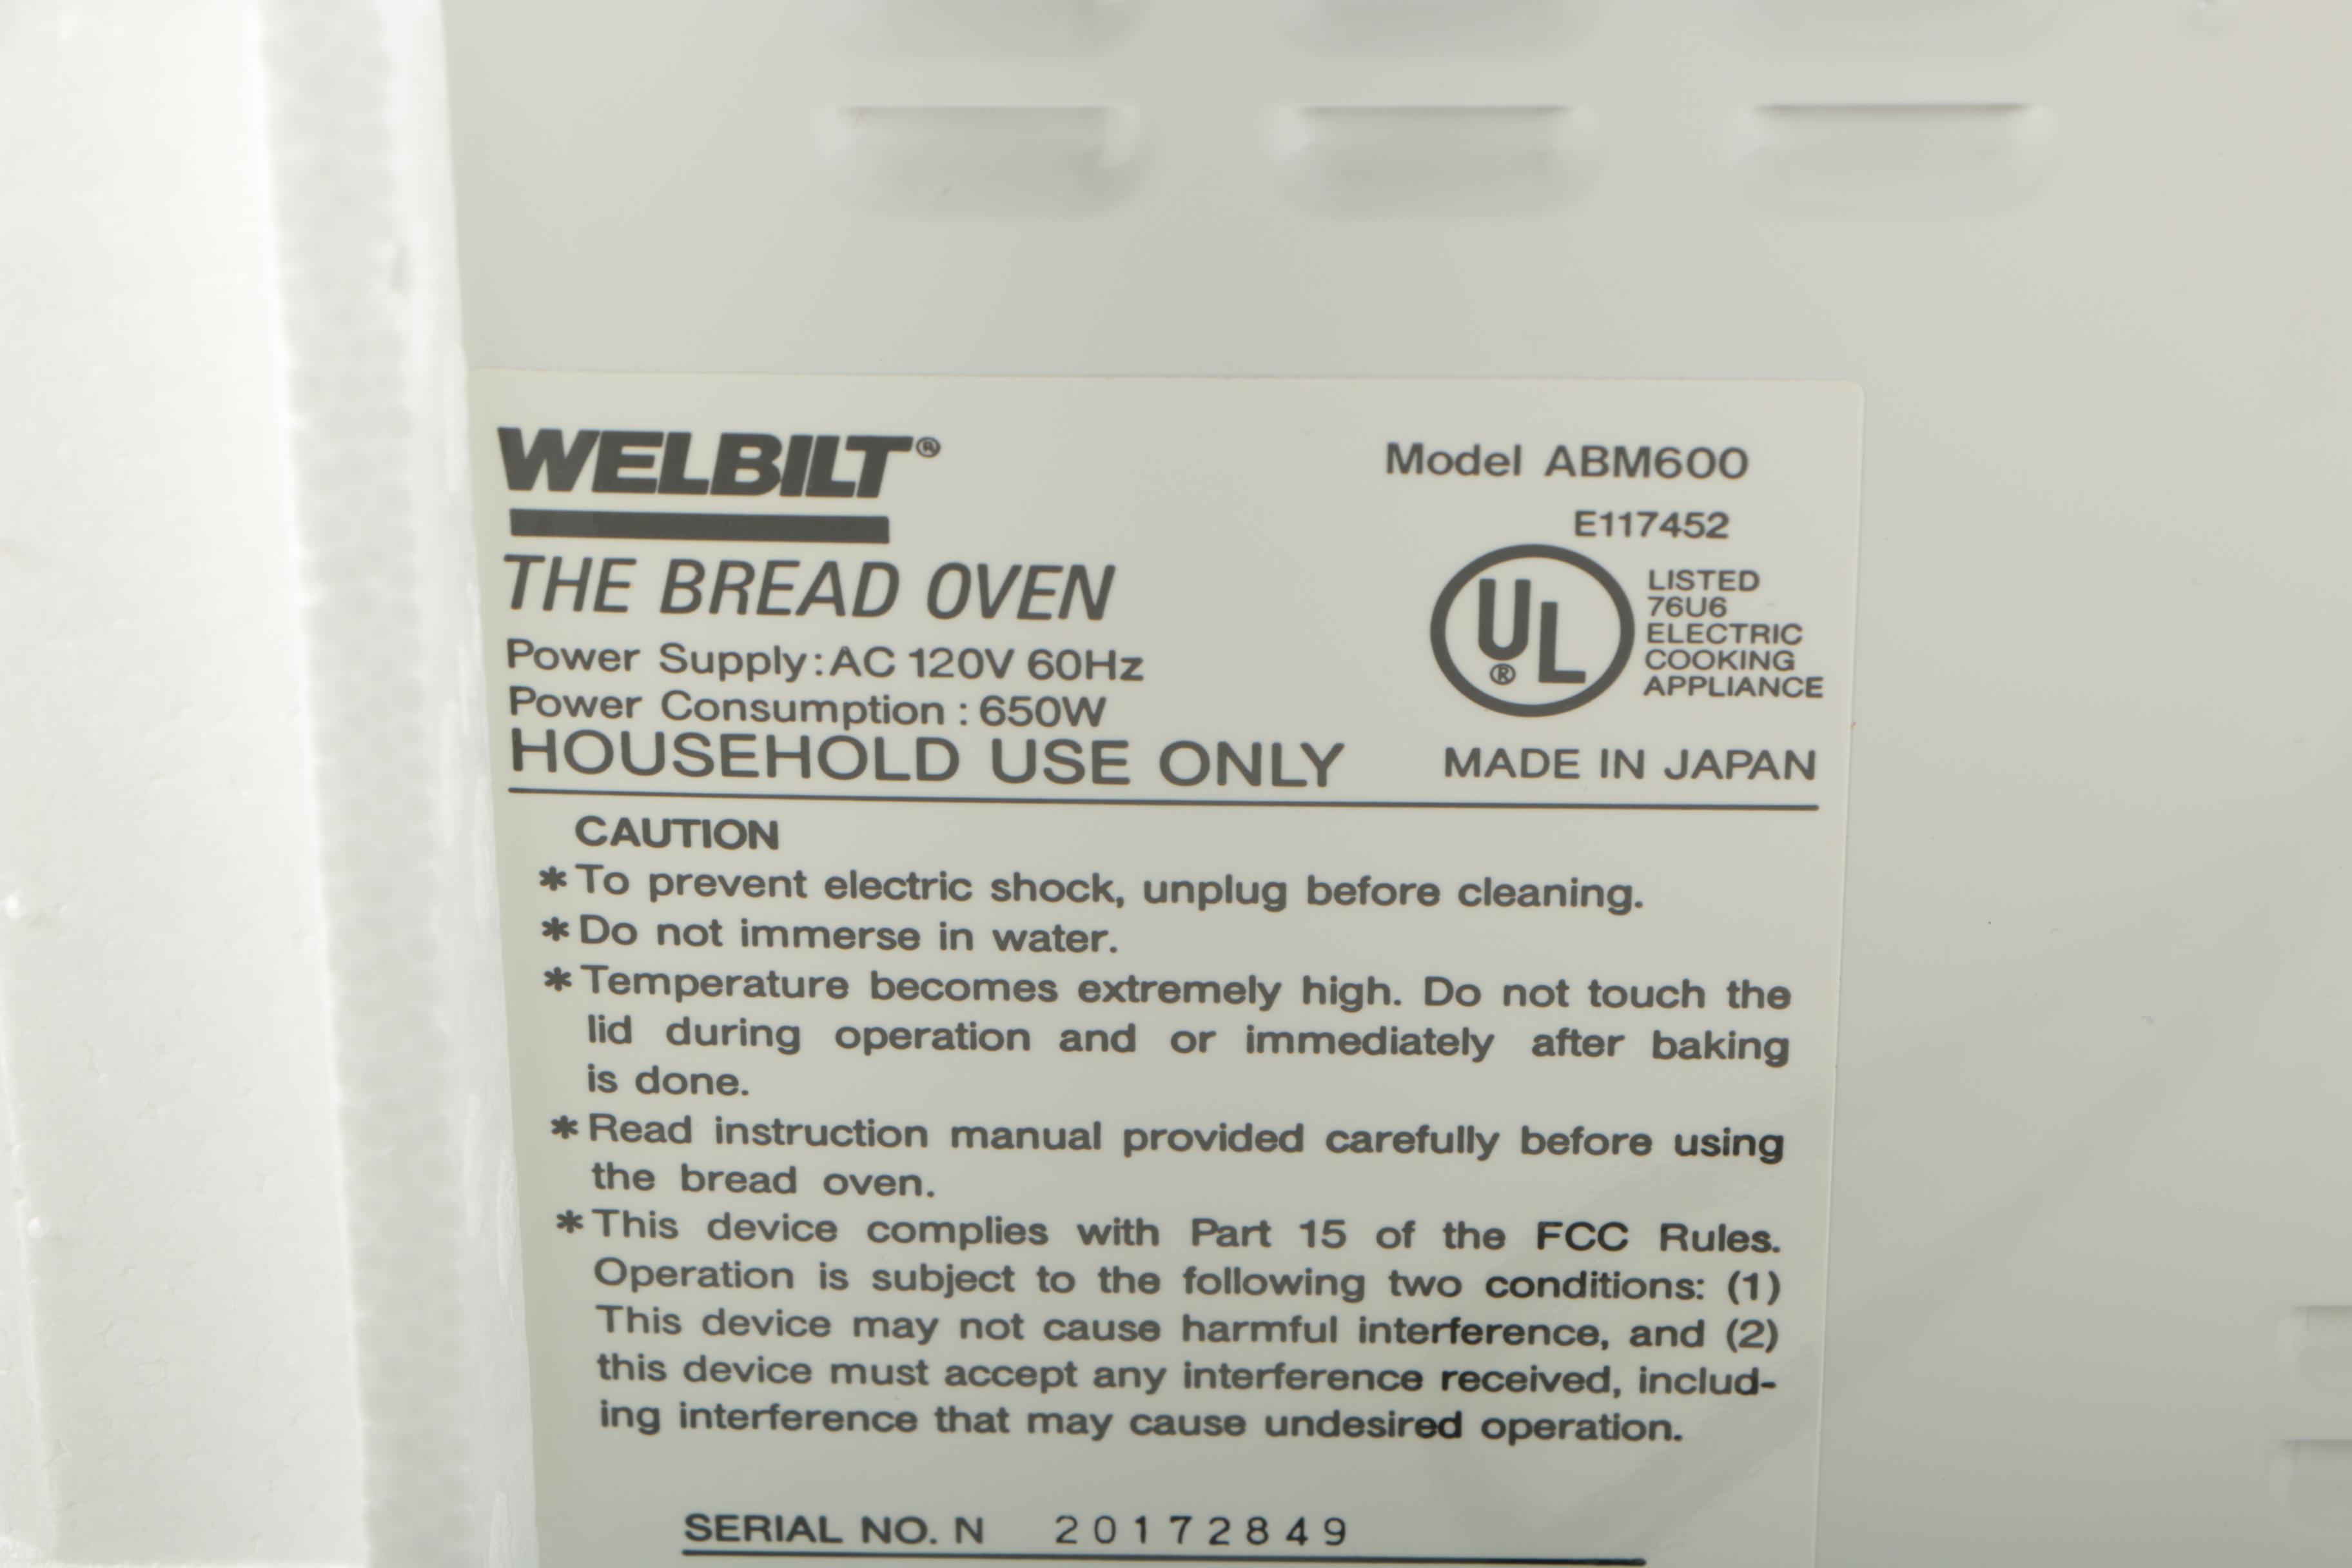 WELBILT®
THE BREAD OVEN
Power Supply: AC 120V 60Hz
Power Consumption : 650W
HOUSEHOLD USE ONLY
Model ABM600
E117452
UL ®
LISTED
76U6
ELECTRIC
COOKING
APPLIANCE
MADE IN JAPAN
CAUTION
* To prevent electric shock, unplug before cleaning.
* Do not immerse in water.
* Temperature becomes extremely high. Do not touch the
lid during operation and or immediately after baking
is done.
* Read instruction manual provided carefully before using
the bread oven.
* This device complies with Part 15 of the FCC Rules.
Operation is subject to the following two conditions: (1)
This device may not cause harmful interference, and (2)
this device must accept any interference received, includ-
ing interference that may cause undesired operation.
SERIAL NO. N 20172849